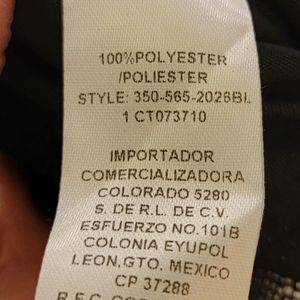 100%POLYESTER
/POLIESTER
STYLE: 350-565-2026BL
1 CT073710
IMPORTADOR
COMERCIALIZADORA
COLORADO 5280
S. DE R.L. DE C.V.
ESFUERZO NO.101B
COLONIA EYUPOL
LEON,GTO. MEXICO
CP 37288